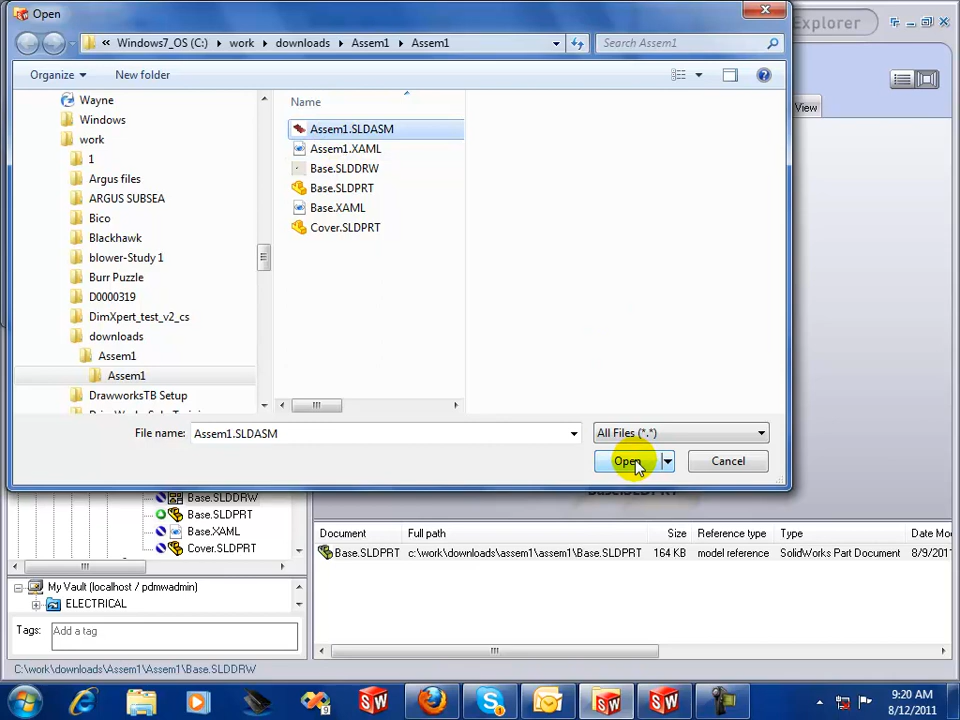 Open
Explorer
« Windows7_OS (C:) ▸ work ▸ downloads ▸ Assem1 ▸ Assem1
Search Assem1
Organize
New folder
View
Wayne
Windows
work
1
Argus files
ARGUS SUBSEA
Bico
Blackhawk
blower-Study 1
Burr Puzzle
D0000319
DimXpert_test_v2_cs
downloads
Assem1
Assem1
DrawworksTB Setup
Name
Assem1.SLDASM
Assem1.XAML
Base.SLDDRW
Base.SLDPRT
Base.XAML
Cover.SLDPRT
File name:
Assem1.SLDASM
All Files (*.*)
Open
Cancel
Base.SLDDRW
Base.SLDPRT
Base.XAML
Cover.SLDPRT
Base.SLDPRT
Document Full path Size Reference type Type Date Mo
Base.SLDPRT c:\work\downloads\assem1\assem1\Base.SLDPRT 164 KB model reference SolidWorks Part Document 8/9/2011
My Vault (localhost / pdmwadmin)
ELECTRICAL
Tags:
Add a tag
C:\work\downloads\Assem1\Assem1\Base.SLDDRW
9:20 AM
8/12/2011